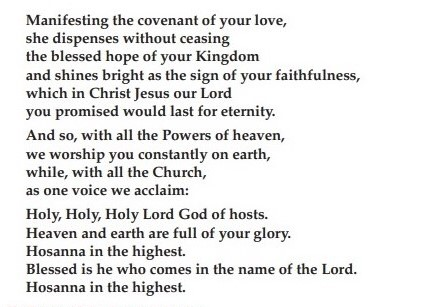 Manifesting the covenant of your love,
she dispenses without ceasing
the blessed hope of your Kingdom
and shines bright as the sign of your faithfulness,
which in Christ Jesus our Lord
you promised would last for eternity.
And so, with all the Powers of heaven,
we worship you constantly on earth,
while, with all the Church,
as one voice we acclaim:
Holy, Holy, Holy Lord God of hosts.
Heaven and earth are full of your glory.
Hosanna in the highest.
Blessed is he who comes in the name of the Lord.
Hosanna in the highest.